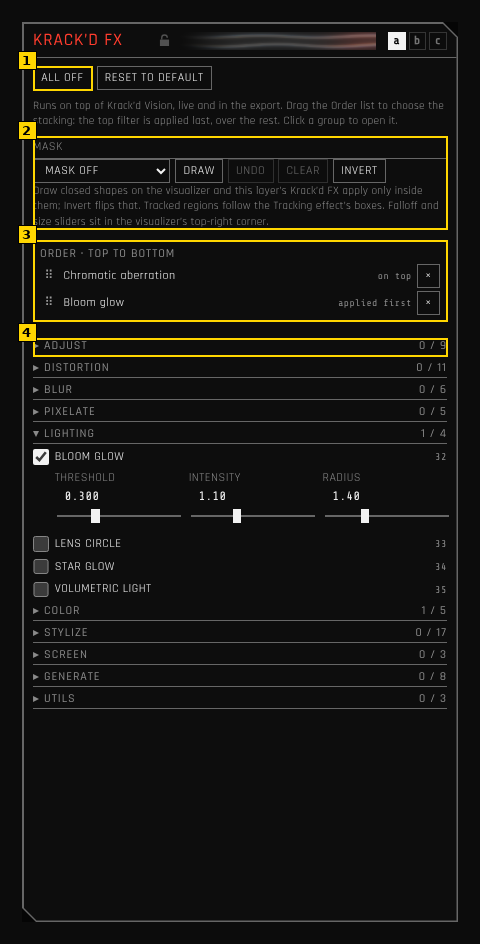 KRACK'D FX a b c
1
ALL OFF RESET TO DEFAULT
Runs on top of Krack'd Vision, live and in the export. Drag the Order list to choose the
stacking: the top filter is applied last, over the rest. Click a group to open it.
2
MASK
MASK OFF DRAW UNDO CLEAR INVERT
Draw closed shapes on the visualizer and this layer's Krack'd FX apply only inside
them; Invert flips that. Tracked regions follow the Tracking effect's boxes. Falloff and
size sliders sit in the visualizer's top-right corner.
3
ORDER - TOP TO BOTTOM
Chromatic aberration on top ×
Bloom glow applied first ×
4
▸ ADJUST 0 / 9
▸ DISTORTION 0 / 11
▸ BLUR 0 / 6
▸ PIXELATE 0 / 5
▾ LIGHTING 1 / 4
BLOOM GLOW 32
THRESHOLD INTENSITY RADIUS
0.300 1.10 1.40
LENS CIRCLE 33
STAR GLOW 34
VOLUMETRIC LIGHT 35
▸ COLOR 1 / 5
▸ STYLIZE 0 / 17
▸ SCREEN 0 / 3
▸ GENERATE 0 / 8
▸ UTILS 0 / 3